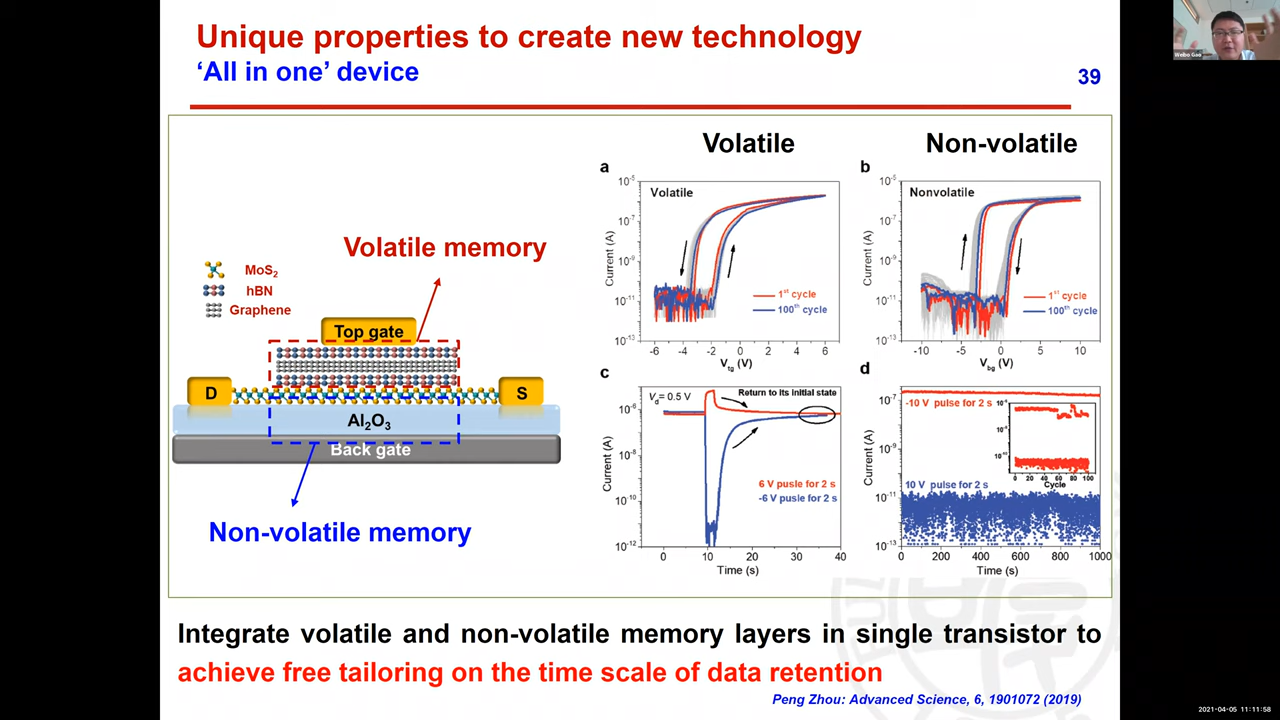 Unique properties to create new technology
‘All in one’ device
39
Webo Gao
Volatile
Non-volatile
Volatile memory
MoS2
hBN
Graphene
Top gate
D
S
Al2O3
Back gate
Non-volatile memory
a
Volatile
10-5
10-7
10-9
10-11
10-13
Current (A)
1st cycle
100th cycle
-6 -4 -2 0 2 4 6
Vtg (V)
b
Nonvolatile
10-5
10-7
10-9
10-11
10-13
Current (A)
1st cycle
100th cycle
-10 -5 0 5 10
Vbg (V)
c
Vd= 0.5 V
Return to its initial state
10-6
10-8
10-10
10-12
Current (A)
6 V pusle for 2 s
-6 V pusle for 2 s
0 10 20 30 40
Time (s)
d
-10 V pulse for 2 s
10 V pulse for 2 s
10-7
10-9
10-11
10-13
Current (A)
0 20 40 60 80 100
Cycle
0 200 400 600 800 1000
Time (s)
Integrate volatile and non-volatile memory layers in single transistor to
achieve free tailoring on the time scale of data retention
Peng Zhou: Advanced Science, 6, 1901072 (2019)
2021-04-05 11:11:58